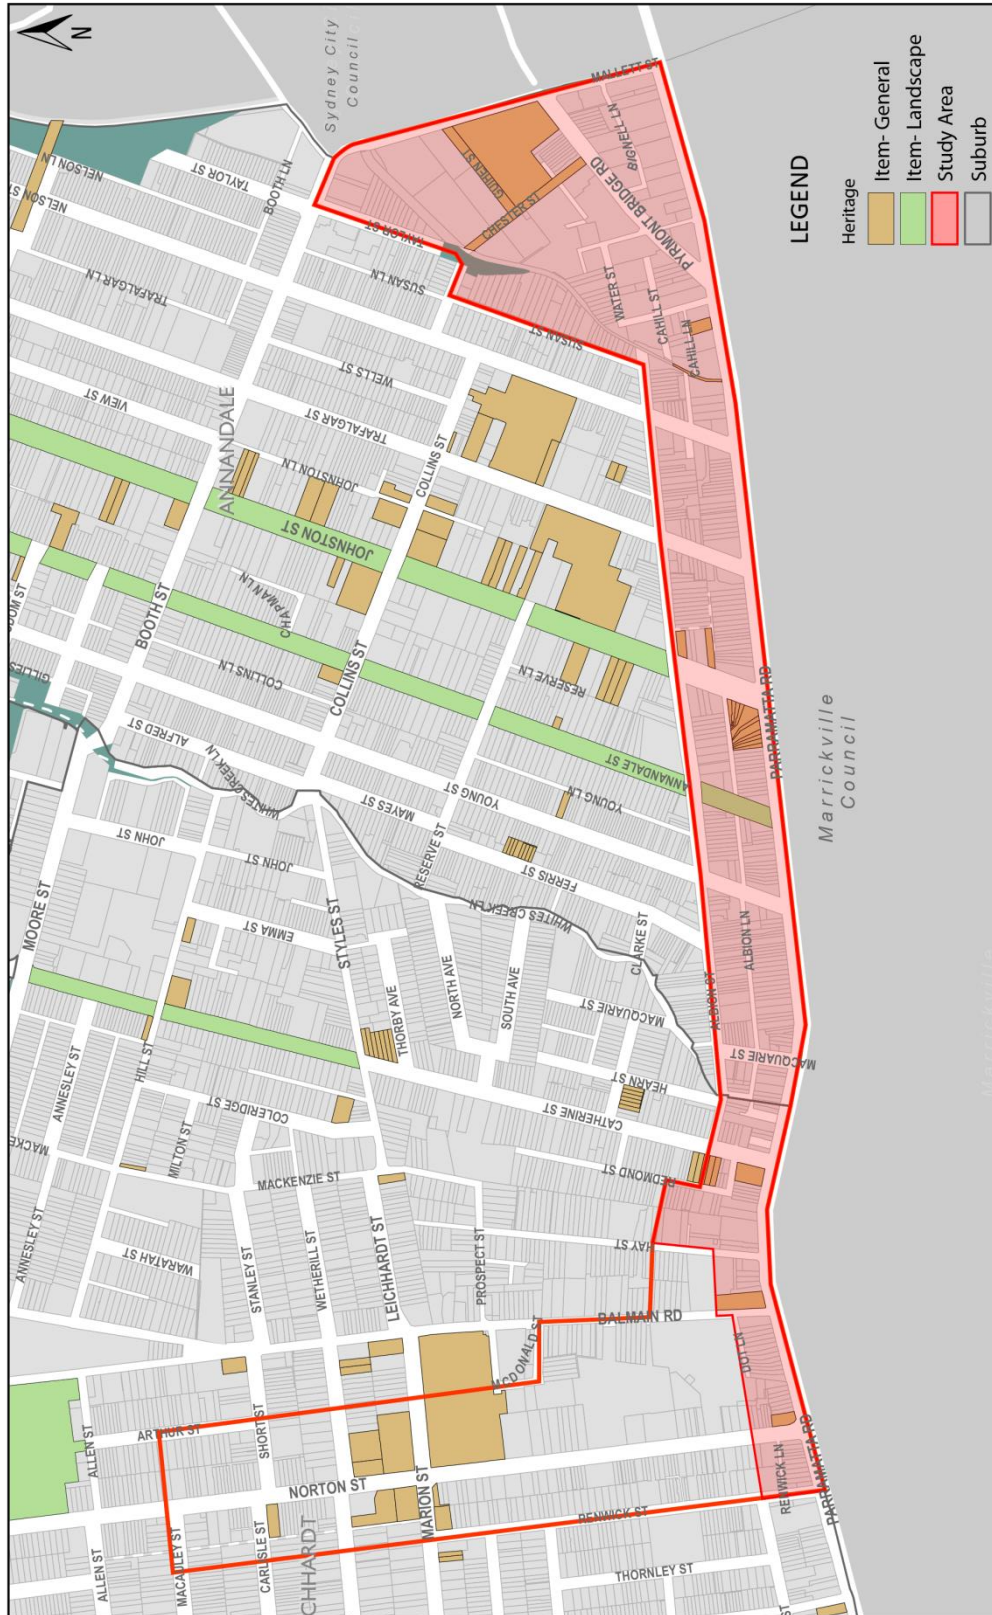 N
Sydney City
Council
NELSON LN
NELSON ST
TAYLOR ST
BOOTH LN
TRAFALGAR LN
SUSAN LN
TAYLOR ST
VIEW ST
ANNANDALE
WELLS ST
TRAFALGAR ST
COLLINS ST
SUSAN ST
GUIHEN ST
CHESTER ST
MALLETT ST
BIGNELL LN
PYRMONT BRIDGE RD
WATER ST
CAHILL ST
CAHILL LN
JOHNSTON LN
JOHNSTON ST
BOOTH ST
CHAPMAN LN
COLLINS LN
COLLINS ST
RESERVE LN
GILLIES
ALFRED ST
WHITES CREEK LN
ANNANDALE ST
YOUNG LN
YOUNG ST
MAYES ST
RESERVE ST
FERRIS ST
PARRAMATTA RD
Marrickville
Council
MOORE ST
JOHN ST
JOHN ST
EMMA ST
STYLES ST
NORTH AVE
SOUTH AVE
THORBY AVE
WHITES CREEK LN
CLARKE ST
MACQUARIE ST
ALBION ST
ALBION LN
MACQUARIE ST
HEARN ST
CATHERINE ST
REDMOND ST
HAY ST
ANNESLEY ST
HILL ST
COLERIDGE ST
MACKE
MILTON ST
ANNESLEY ST
WARATAH ST
MACKENZIE ST
STANLEY ST
WETHERILL ST
LEICHHARDT ST
PROSPECT ST
MCDONALD ST
BALMAIN RD
DOT LN
ALLEN ST
ARTHUR ST
SHORT ST
NORTON ST
MARION ST
RENWICK ST
RENWICK LN
PARRAMATTA RD
ALLEN ST
MACAULEY ST
CARLISLE ST
CHHARDT
THORNLEY ST
ST
LEGEND
Heritage
Item- General
Item- Landscape
Study Area
Suburb